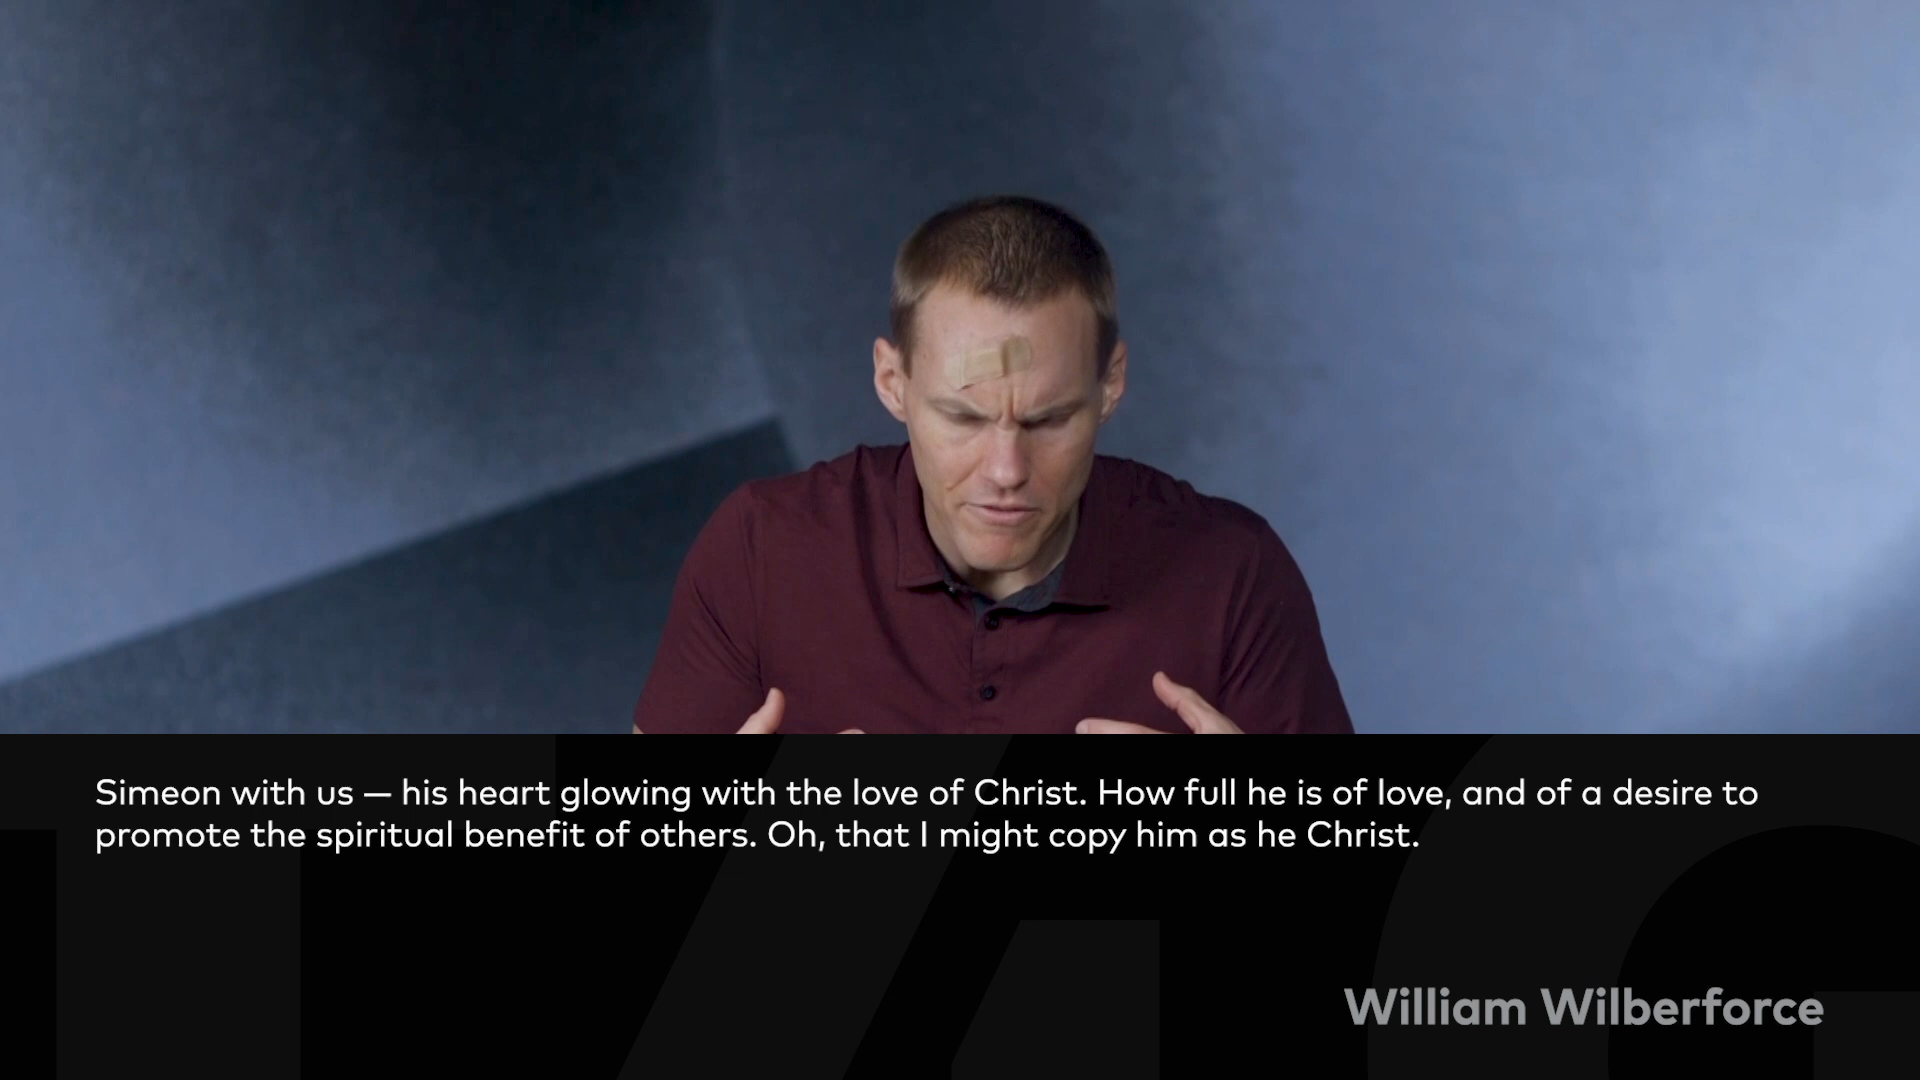 Simeon with us — his heart glowing with the love of Christ. How full he is of love, and of a desire to
promote the spiritual benefit of others. Oh, that I might copy him as he Christ.
William Wilberforce